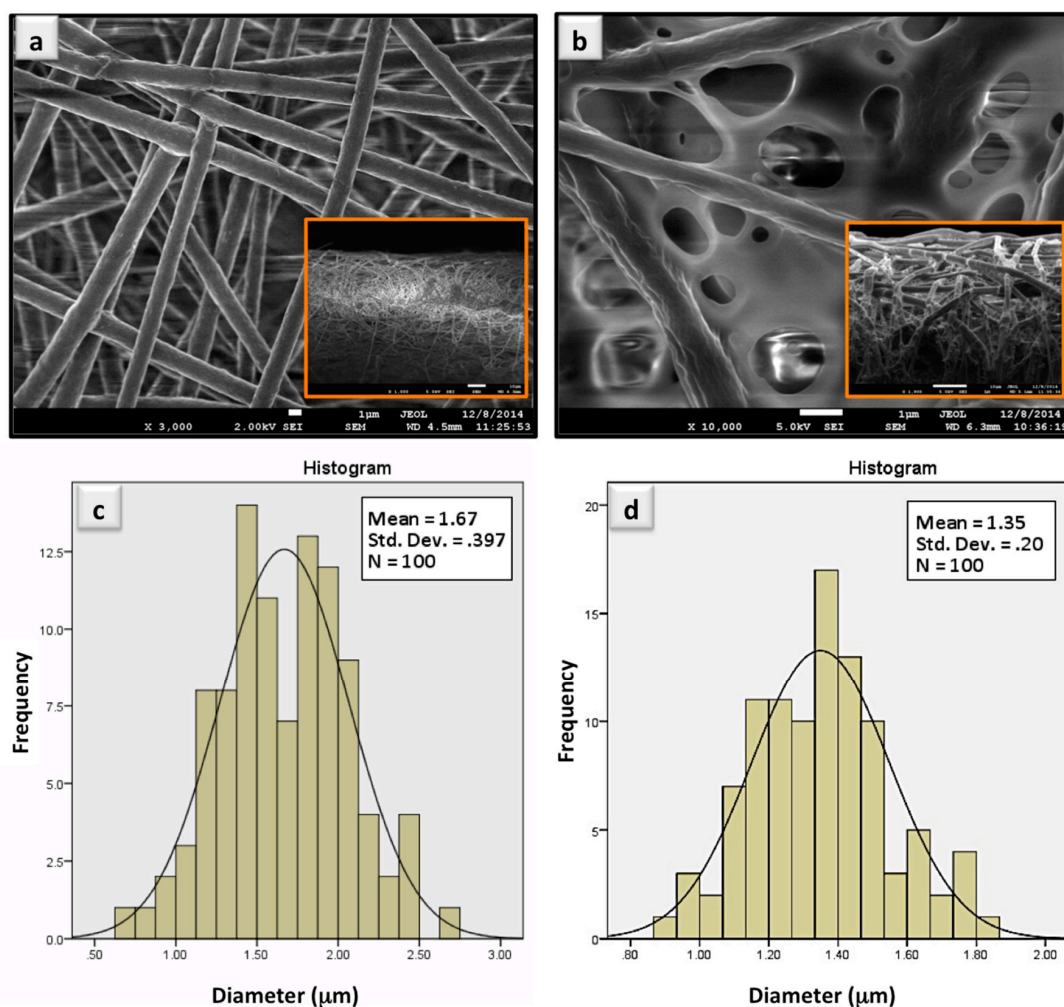 a
1μm JEOL 12/8/2014
X 3,000 2.00kV SEI SEM WD 4.5mm 11:25:53
b
1μm JEOL 12/8/2014
X 10,000 5.0kV SEI SEM WD 6.3mm 10:36:19
Histogram
c
Mean = 1.67
Std. Dev. = .397
N = 100
12.5
10.0
7.5
5.0
2.5
0.0
Frequency
.50 1.00 1.50 2.00 2.50 3.00
Diameter (μm)
Histogram
d
Mean = 1.35
Std. Dev. = .20
N = 100
20
15
10
5
0
Frequency
.80 1.00 1.20 1.40 1.60 1.80 2.00
Diameter (μm)